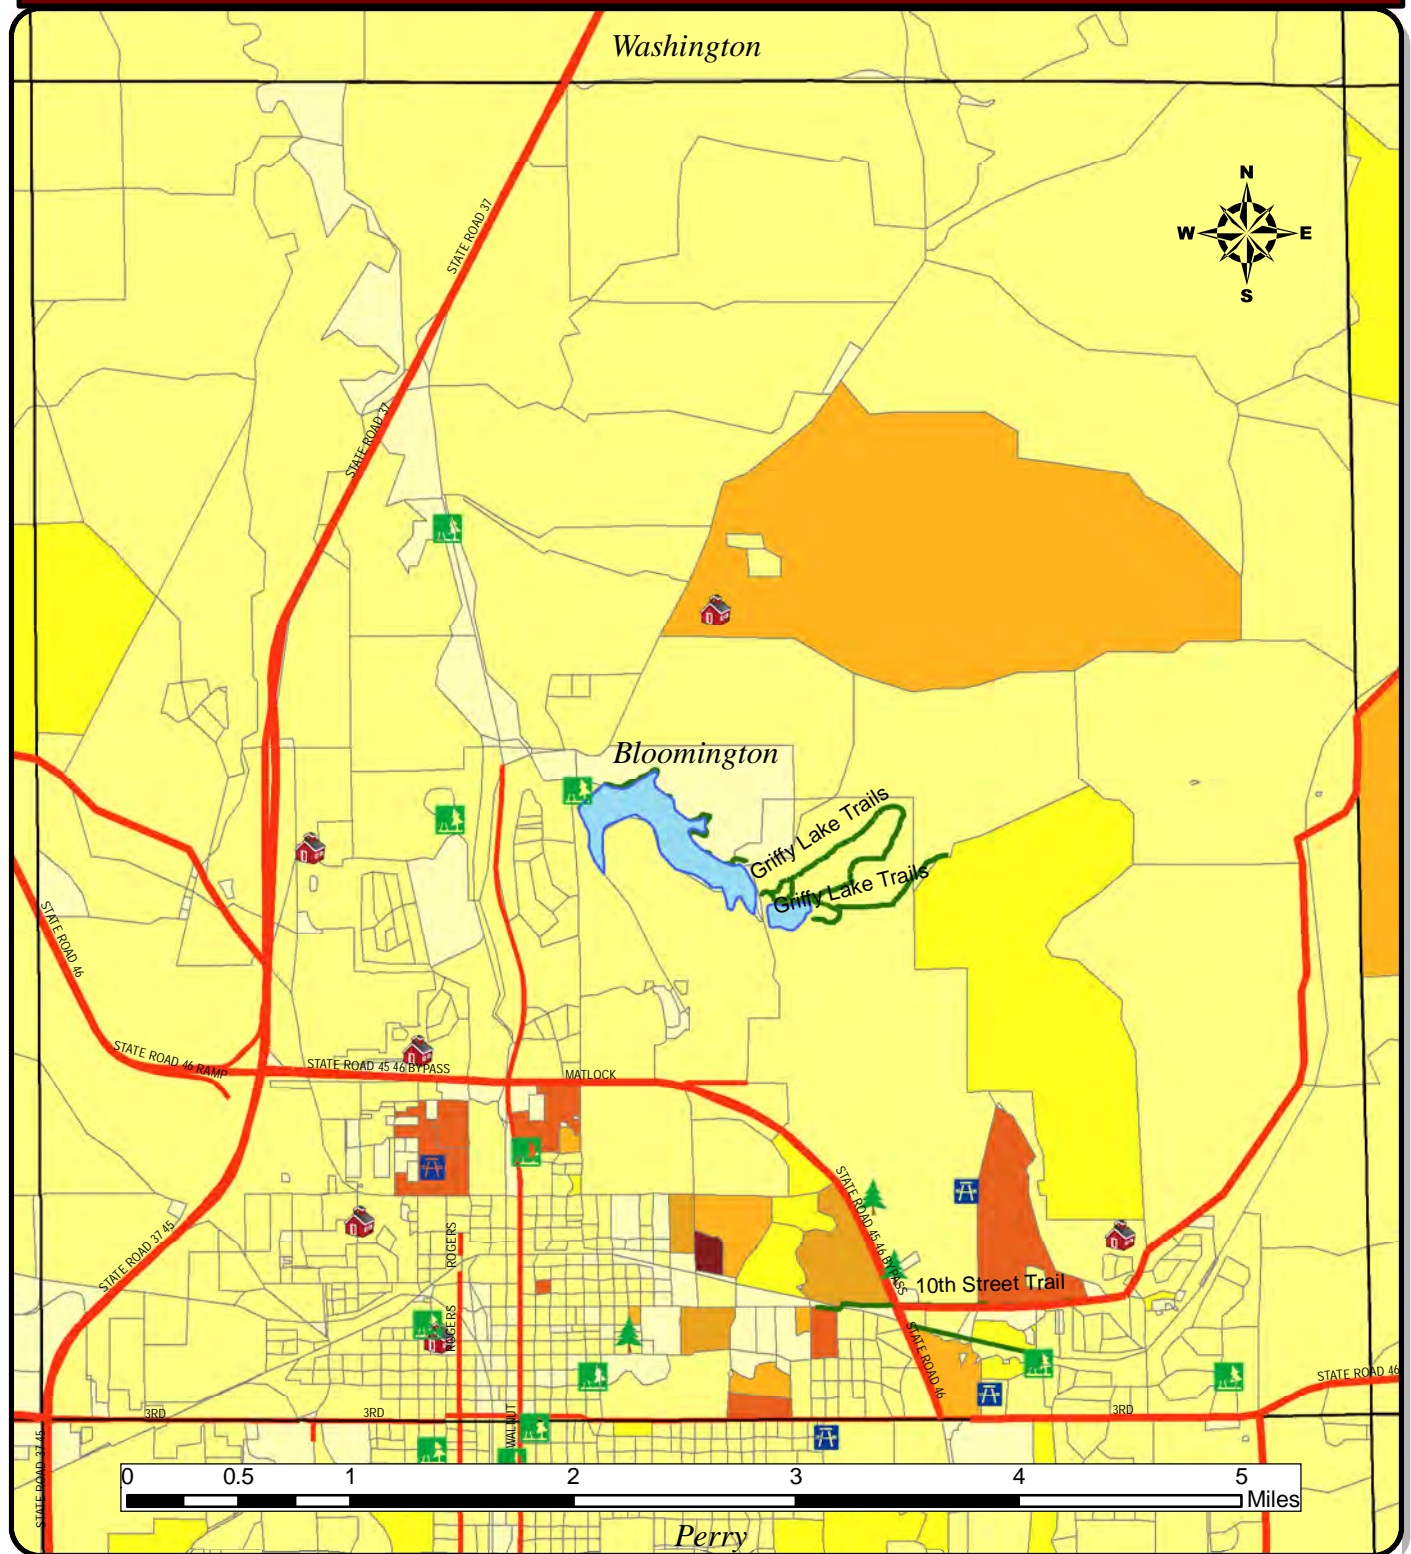 Washington
N
W E
S
STATE ROAD 37
STATE ROAD 37
Bloomington
Griffy Lake Trails
Griffy Lake Trails
STATE ROAD 46
STATE ROAD 46 RAMP
STATE ROAD 45 46 BYPASS
MATLOCK
STATE ROAD 45 46 BYPASS
STATE ROAD 37 45
ROGERS
10th Street Trail
ROGERS
STATE ROAD 46
STATE ROAD 46
3RD
3RD
WALNUT
3RD
STATE ROAD 37 45
0 0.5 1 2 3 4 5
Miles
Perry